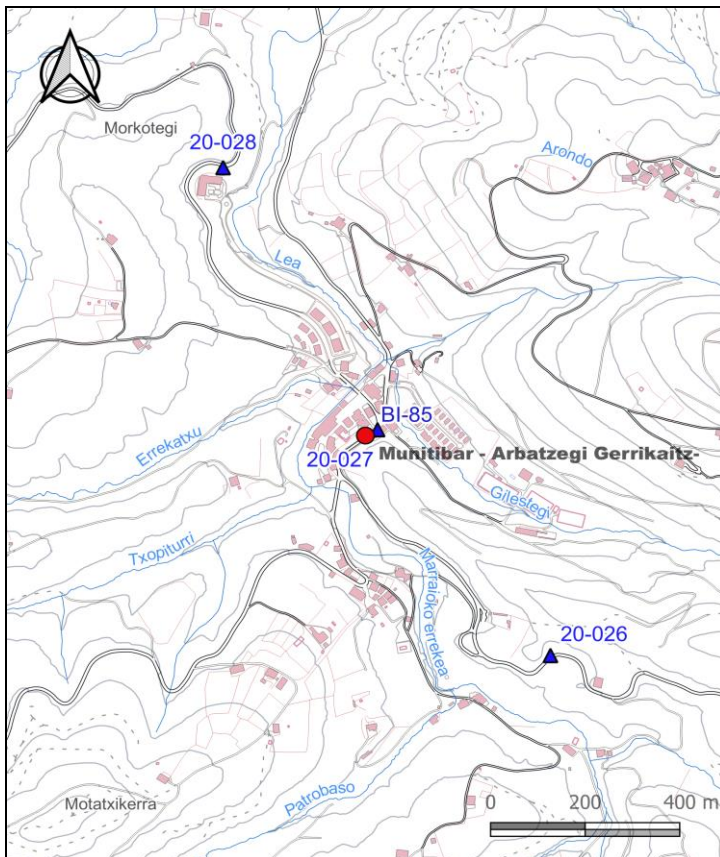 Morkotegi
20-028
Arondo
Lea
BI-85
20-027
Munitibar - Arbatzegi Gerrikaitz-
Errekatxu
Gilestegi
Txopiturri
Marraioko errekea
20-026
Motatxikerra
Patrobaso
0 200 400 m